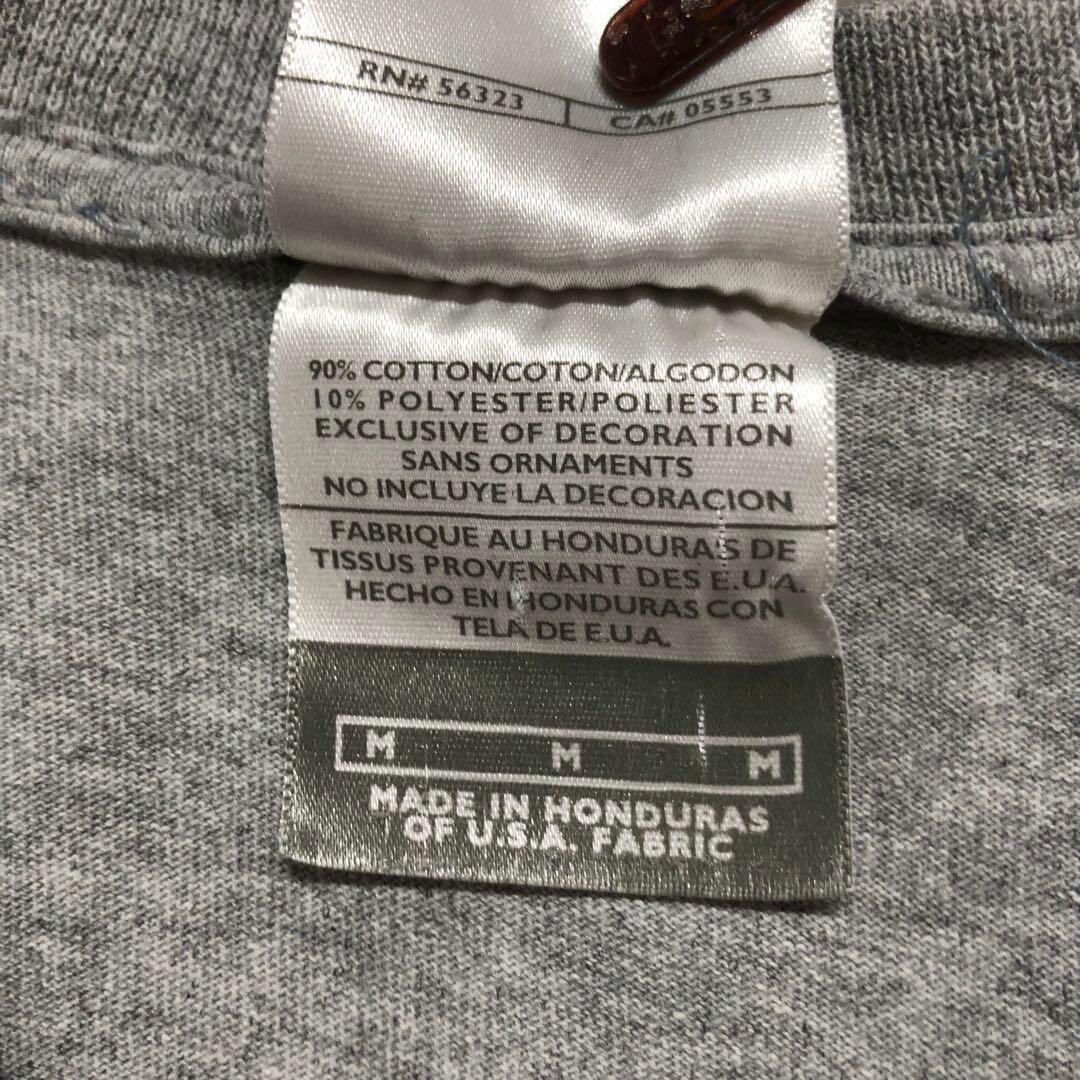 RN# 56323 CA# 05553
90% COTTON/COTON/ALGODON
10% POLYESTER/POLIESTER
EXCLUSIVE OF DECORATION
SANS ORNAMENTS
NO INCLUYE LA DECORACION
FABRIQUE AU HONDURAS DE
TISSUS PROVENANT DES E.U.A.
HECHO EN HONDURAS CON
TELA DE E.U.A.
M M M
MADE IN HONDURAS
OF U.S.A. FABRIC